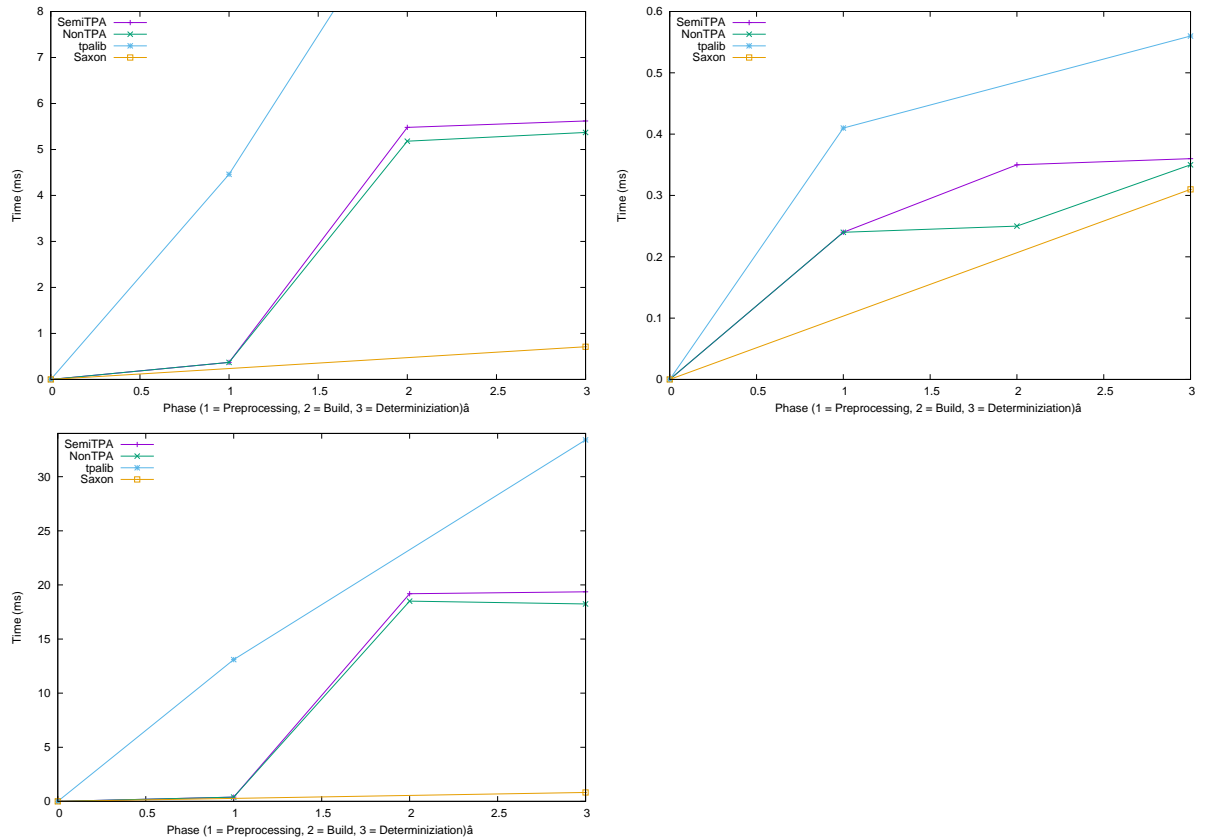 SemiTPA
NonTPA
tpalib
Saxon
8
7
6
5
4
3
2
1
0
Time (ms)
0 0.5 1 1.5 2 2.5 3
Phase (1 = Preprocessing, 2 = Build, 3 = Determiniziation)â
SemiTPA
NonTPA
tpalib
Saxon
0.6
0.5
0.4
0.3
0.2
0.1
0
Time (ms)
0 0.5 1 1.5 2 2.5 3
Phase (1 = Preprocessing, 2 = Build, 3 = Determiniziation)â
SemiTPA
NonTPA
tpalib
Saxon
30
25
20
15
10
5
0
Time (ms)
0 0.5 1 1.5 2 2.5 3
Phase (1 = Preprocessing, 2 = Build, 3 = Determiniziation)â